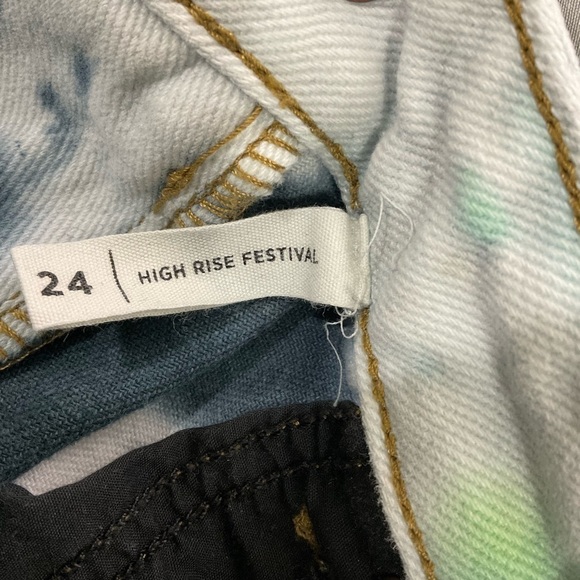 24 | HIGH RISE FESTIVAL